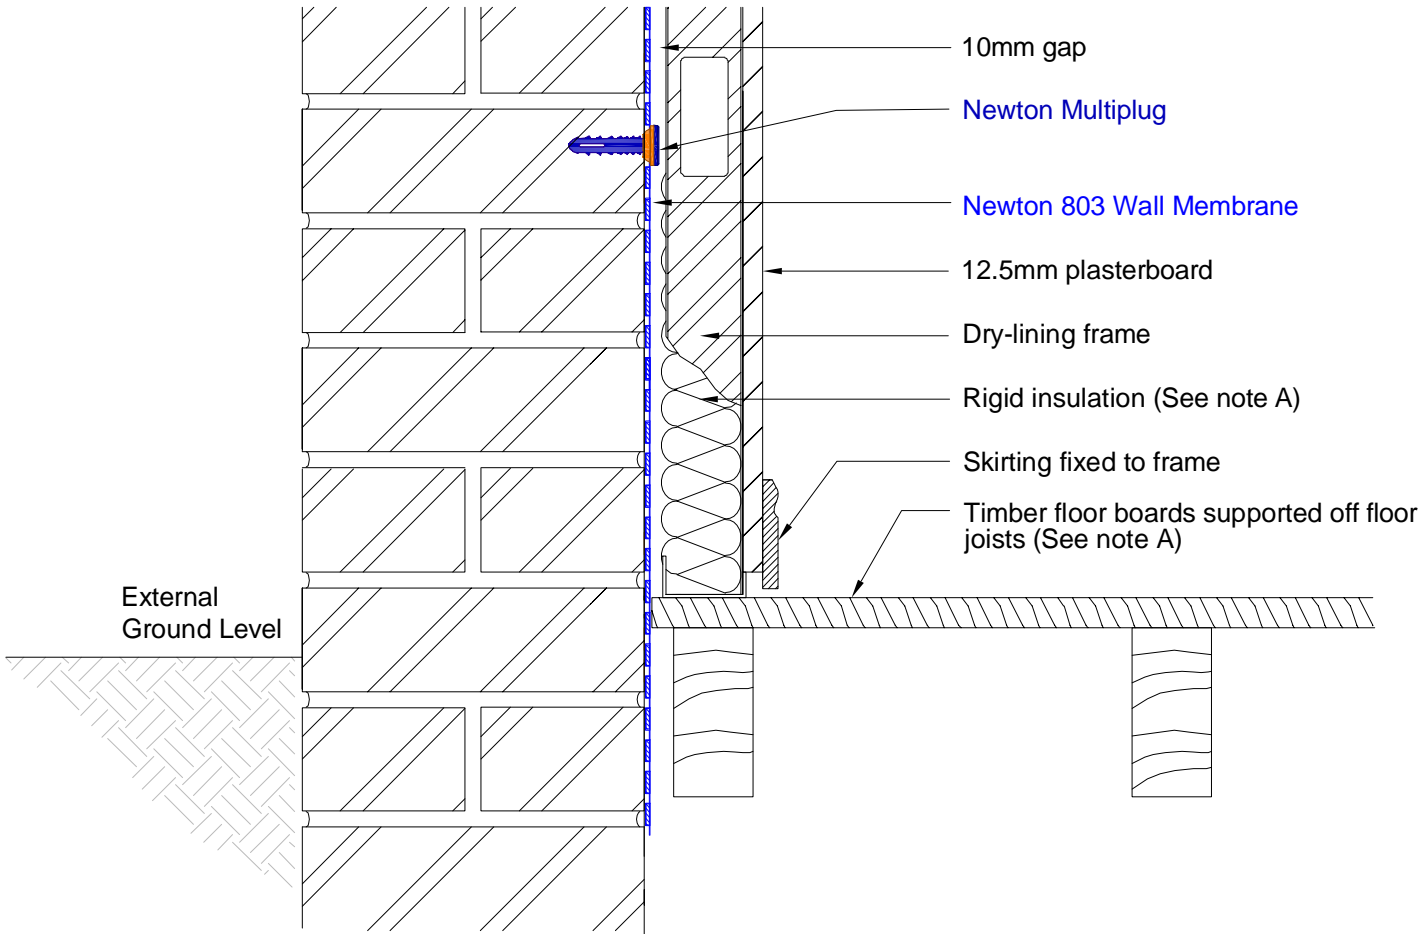 10mm gap
Newton Multiplug
Newton 803 Wall Membrane
12.5mm plasterboard
Dry-lining frame
Rigid insulation (See note A)
Skirting fixed to frame
Timber floor boards supported off floor
joists (See note A)
External
Ground Level